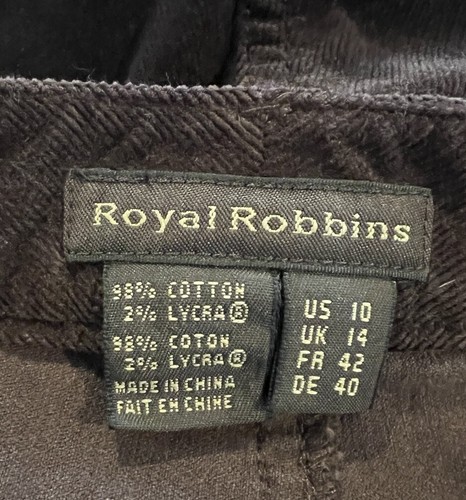 Royal Robbins
98% COTTON
2% LYCRA®
98% COTON
2% LYCRA®
MADE IN CHINA
FAIT EN CHINE
US 10
UK 14
FR 42
DE 40